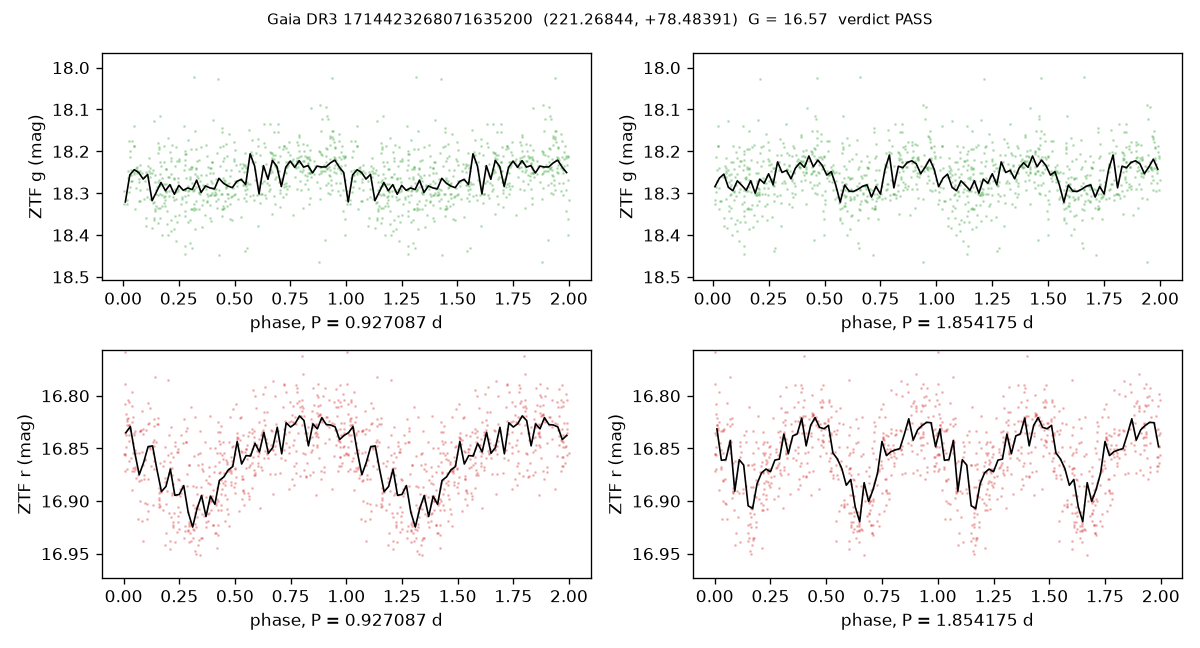 Gaia DR3 1714423268071635200 (221.26844, +78.48391) G = 16.57 verdict PASS
ZTF g (mag)
18.0
18.1
18.2
18.3
18.4
18.5
0.00 0.25 0.50 0.75 1.00 1.25 1.50 1.75 2.00
phase, P = 0.927087 d
ZTF g (mag)
18.0
18.1
18.2
18.3
18.4
18.5
0.00 0.25 0.50 0.75 1.00 1.25 1.50 1.75 2.00
phase, P = 1.854175 d
ZTF r (mag)
16.80
16.85
16.90
16.95
0.00 0.25 0.50 0.75 1.00 1.25 1.50 1.75 2.00
phase, P = 0.927087 d
ZTF r (mag)
16.80
16.85
16.90
16.95
0.00 0.25 0.50 0.75 1.00 1.25 1.50 1.75 2.00
phase, P = 1.854175 d